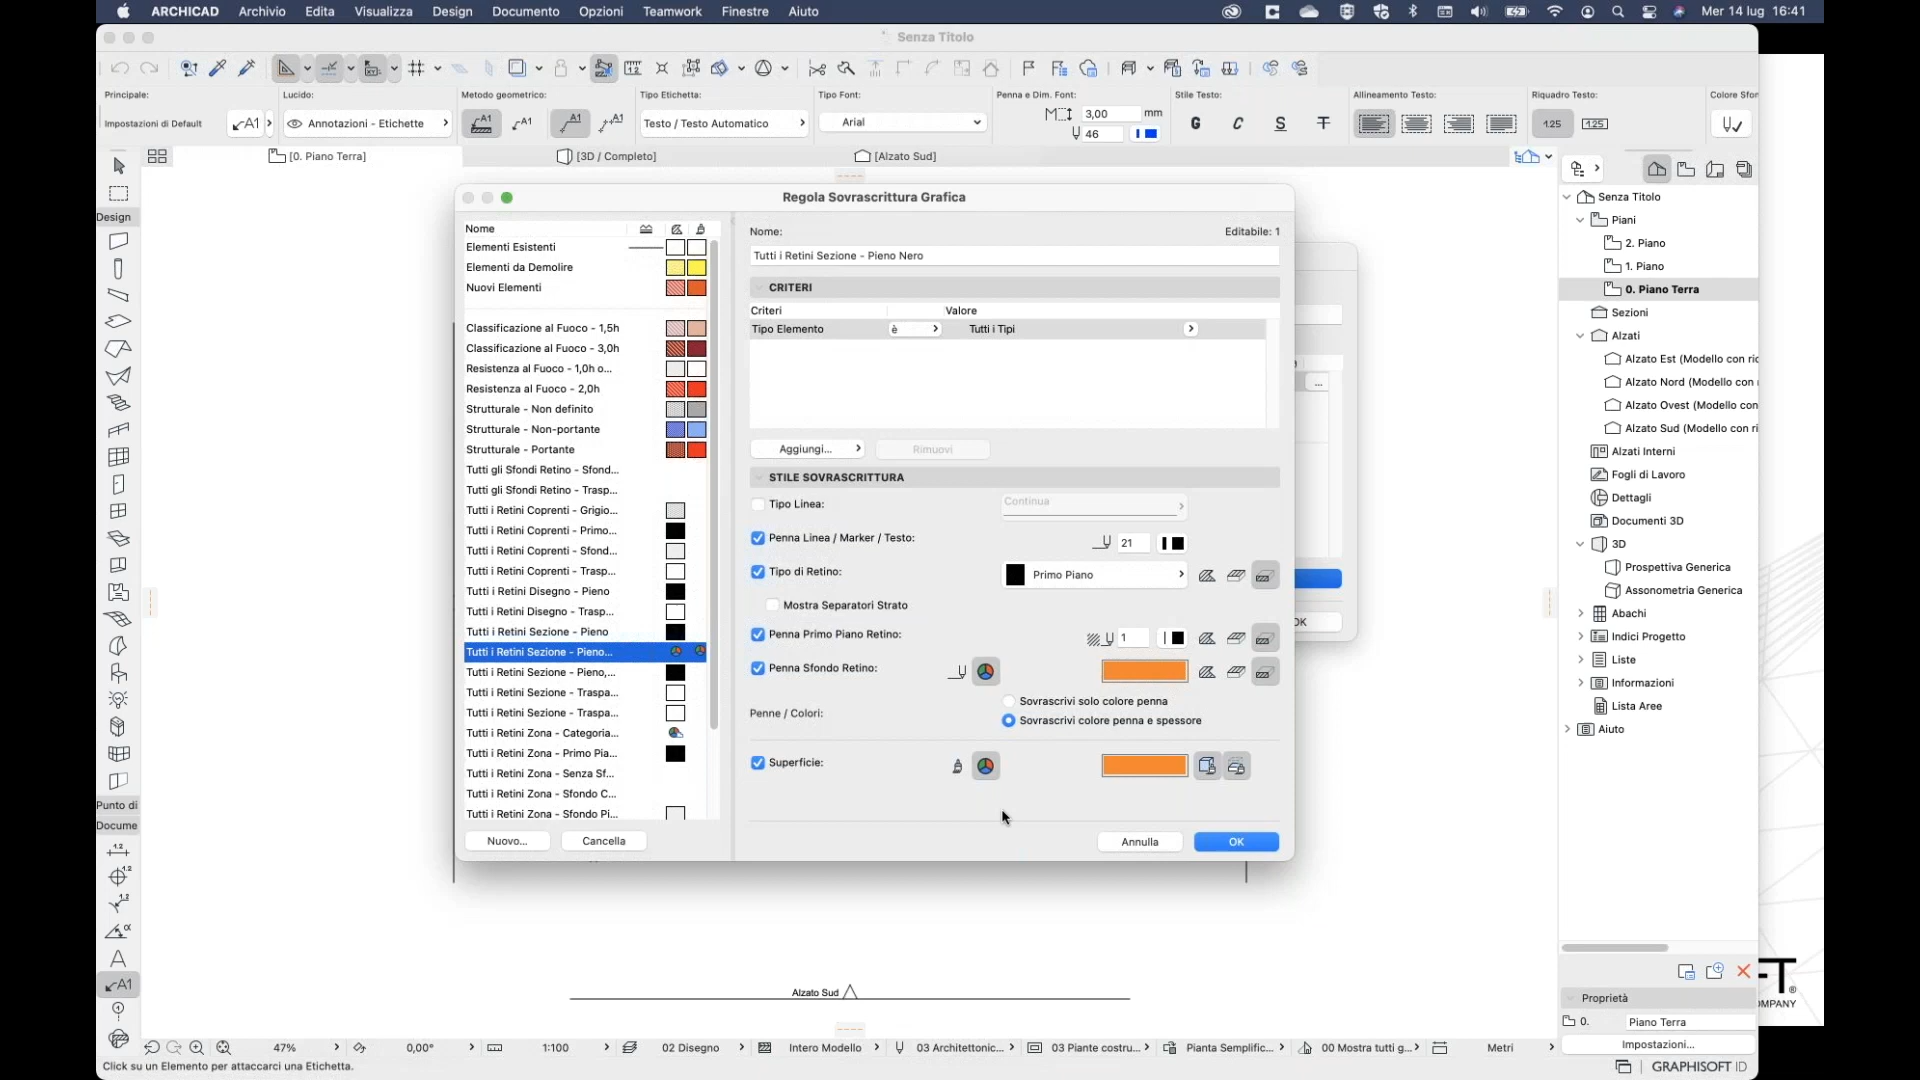 ARCHICAD Archivio Edita Visualizza Design Documento Opzioni Teamwork Finestre Aiuto Mer 14 lug 16:41
Senza Titolo
Principale: Lucido: Metodo geometrico: Tipo Etichetta: Tipo Font: Penna e Dim. Font: Stile Testo: Allineamento Testo: Riquadro Testo: Colore Sfor
Impostazioni di Default A1 Annotazioni - Etichette Testo / Testo Automatico Arial 3,00 mm 46 G C S T 1.25 1.25
[0. Piano Terra] [3D / Completo] [Alzato Sud]
Design
Punto di
Docume
Regola Sovrascrittura Grafica
Nome
Elementi Esistenti
Elementi da Demolire
Nuovi Elementi
Classificazione al Fuoco - 1,5h
Classificazione al Fuoco - 3,0h
Resistenza al Fuoco - 1,0h o...
Resistenza al Fuoco - 2,0h
Strutturale - Non definito
Strutturale - Non-portante
Strutturale - Portante
Tutti gli Sfondi Retino - Sfond...
Tutti gli Sfondi Retino - Trasp...
Tutti i Retini Coprenti - Grigio...
Tutti i Retini Coprenti - Primo...
Tutti i Retini Coprenti - Sfond...
Tutti i Retini Coprenti - Trasp...
Tutti i Retini Disegno - Pieno
Tutti i Retini Disegno - Trasp...
Tutti i Retini Sezione - Pieno
Tutti i Retini Sezione - Pieno...
Tutti i Retini Sezione - Pieno,...
Tutti i Retini Sezione - Traspa...
Tutti i Retini Sezione - Traspa...
Tutti i Retini Zona - Categoria...
Tutti i Retini Zona - Primo Pia...
Tutti i Retini Zona - Senza Sf...
Tutti i Retini Zona - Sfondo C...
Tutti i Retini Zona - Sfondo Pi...
Nuovo... Cancella
Nome: Editabile: 1
Tutti i Retini Sezione - Pieno Nero
CRITERI
Criteri Valore
Tipo Elemento è Tutti i Tipi
Aggiungi... Rimuovi
STILE SOVRASCRITTURA
Tipo Linea: Continua
Penna Linea / Marker / Testo: 21
Tipo di Retino: Primo Piano
Mostra Separatori Strato
Penna Primo Piano Retino: 1
Penna Sfondo Retino:
Sovrascrivi solo colore penna
Penne / Colori:
Sovrascrivi colore penna e spessore
Superficie:
Annulla OK
...
OK
Senza Titolo
Piani
2. Piano
1. Piano
0. Piano Terra
Sezioni
Alzati
Alzato Est (Modello con ric
Alzato Nord (Modello con
Alzato Ovest (Modello con
Alzato Sud (Modello con ri
Alzati Interni
Fogli di Lavoro
Dettagli
Documenti 3D
3D
Prospettiva Generica
Assonometria Generica
Abachi
Indici Progetto
Liste
Informazioni
Lista Aree
Aiuto
Proprietà
0. Piano Terra
Impostazioni...
Alzato Sud
47% 0,00° 1:100 02 Disegno Intero Modello 03 Architettonic... 03 Piante costru... Pianta Semplific... 00 Mostra tutti g... Metri
Click su un Elemento per attaccarci una Etichetta. GRAPHISOFT ID
FT®
OMPANY